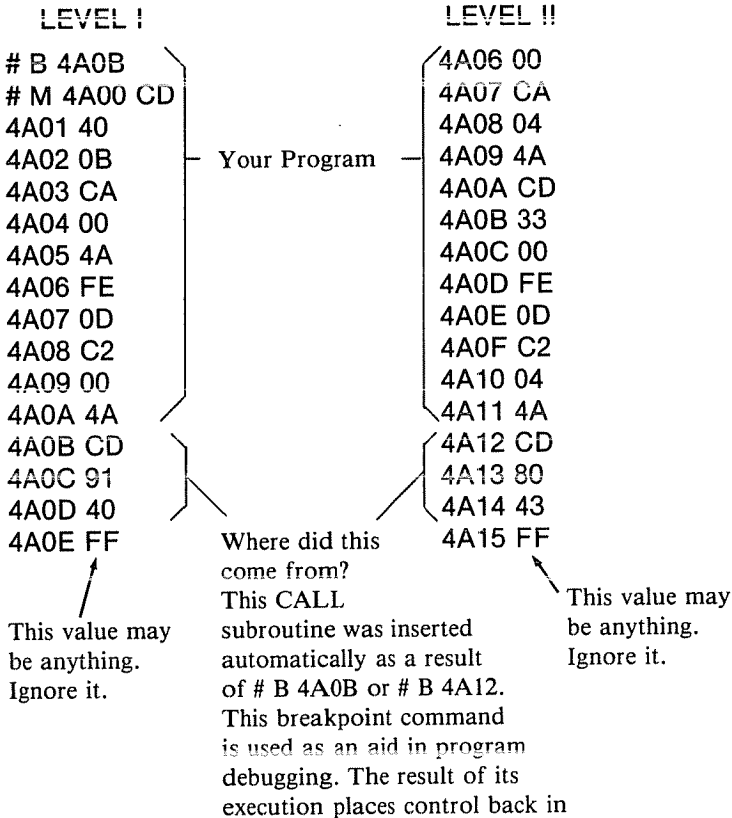 LEVEL I
# B 4A0B
# M 4A00 CD
4A01 40
4A02 0B
4A03 CA
4A04 00
4A05 4A
4A06 FE
4A07 0D
4A08 C2
4A09 00
4A0A 4A
4A0B CD
4A0C 91
4A0D 40
4A0E FF
This value may
be anything.
Ignore it.
Your Program
Where did this
come from?
This CALL
subroutine was inserted
automatically as a result
of # B 4A0B or # B 4A12.
This breakpoint command
is used as an aid in program
debugging. The result of its
execution places control back in
LEVEL II
4A06 00
4A07 CA
4A08 04
4A09 4A
4A0A CD
4A0B 33
4A0C 00
4A0D FE
4A0E 0D
4A0F C2
4A10 04
4A11 4A
4A12 CD
4A13 80
4A14 43
4A15 FF
This value may
be anything.
Ignore it.